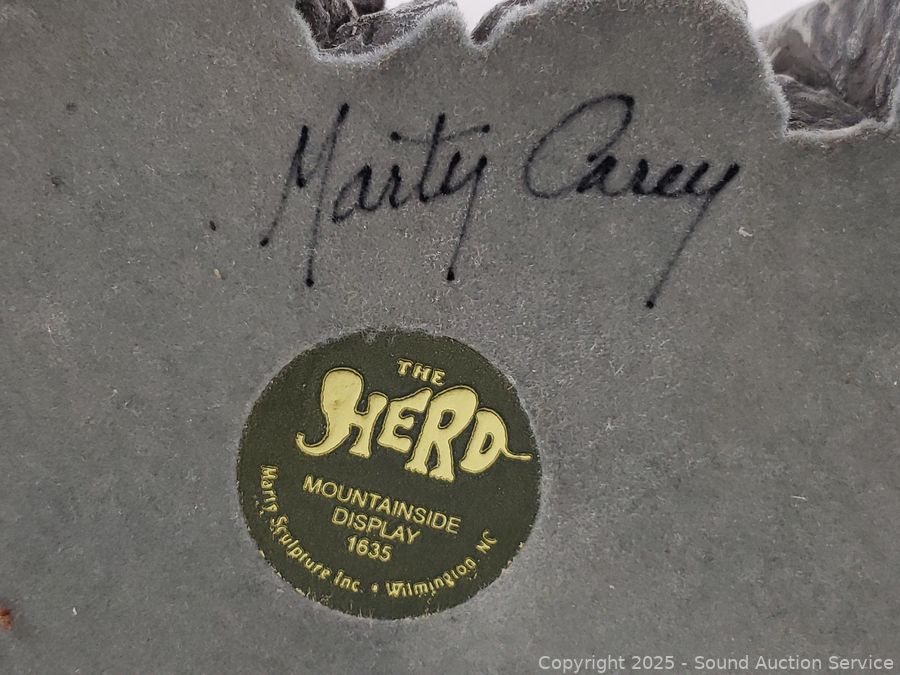 Marty Carey
THE
HERD
MOUNTAINSIDE
DISPLAY
1635
Marty Sculpture Inc. • Wilmington, NC
Copyright 2025 - Sound Auction Service